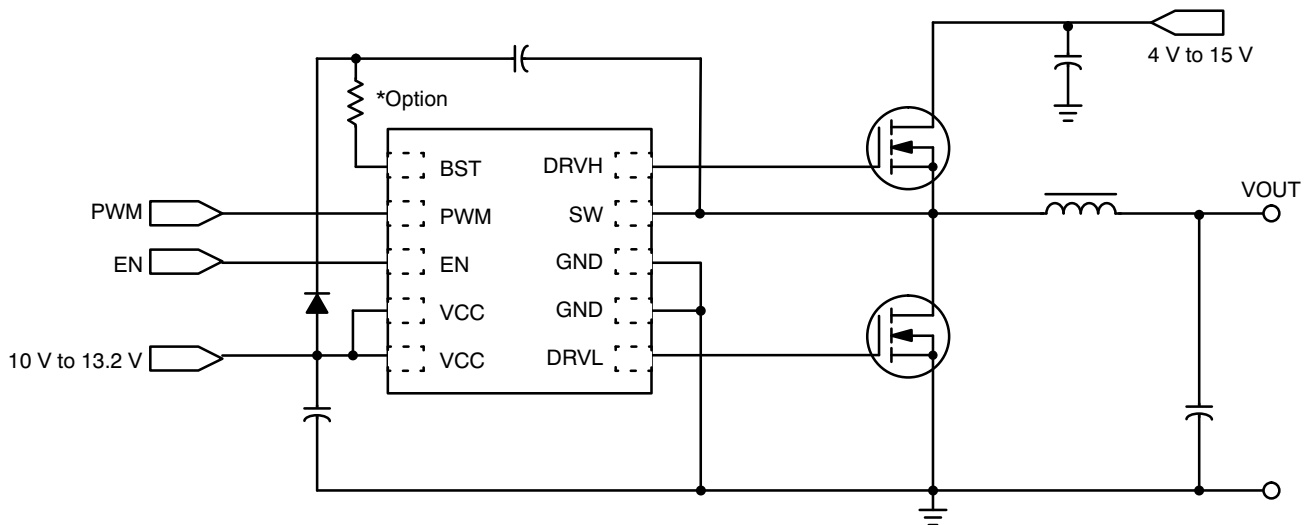 4 V to 15 V
*Option
BST
DRVH
PWM
PWM
SW
VOUT
EN
EN
GND
VCC
GND
10 V to 13.2 V
VCC
DRVL